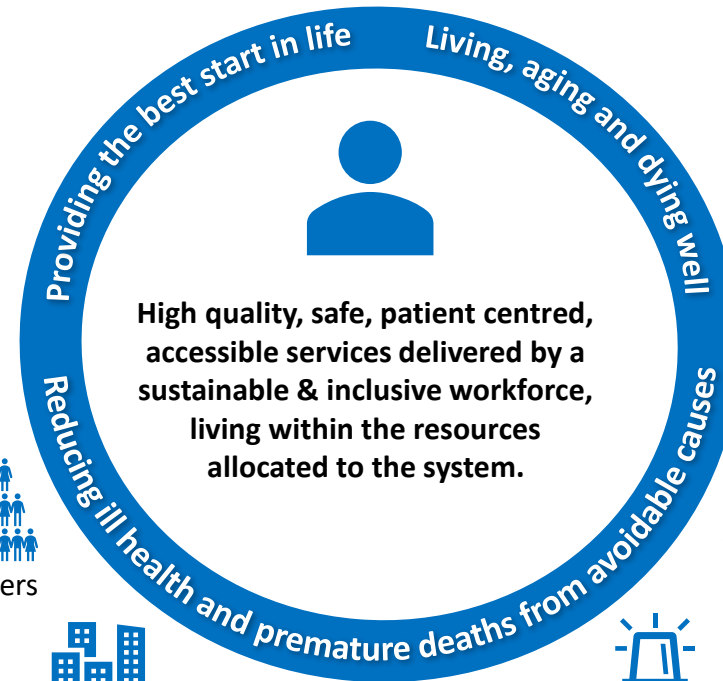 Providing the best start in life
Living, aging and dying well
High quality, safe, patient centred,
accessible services delivered by a
sustainable & inclusive workforce,
living within the resources
allocated to the system.
Reducing ill health and premature deaths from avoidable causes
ers